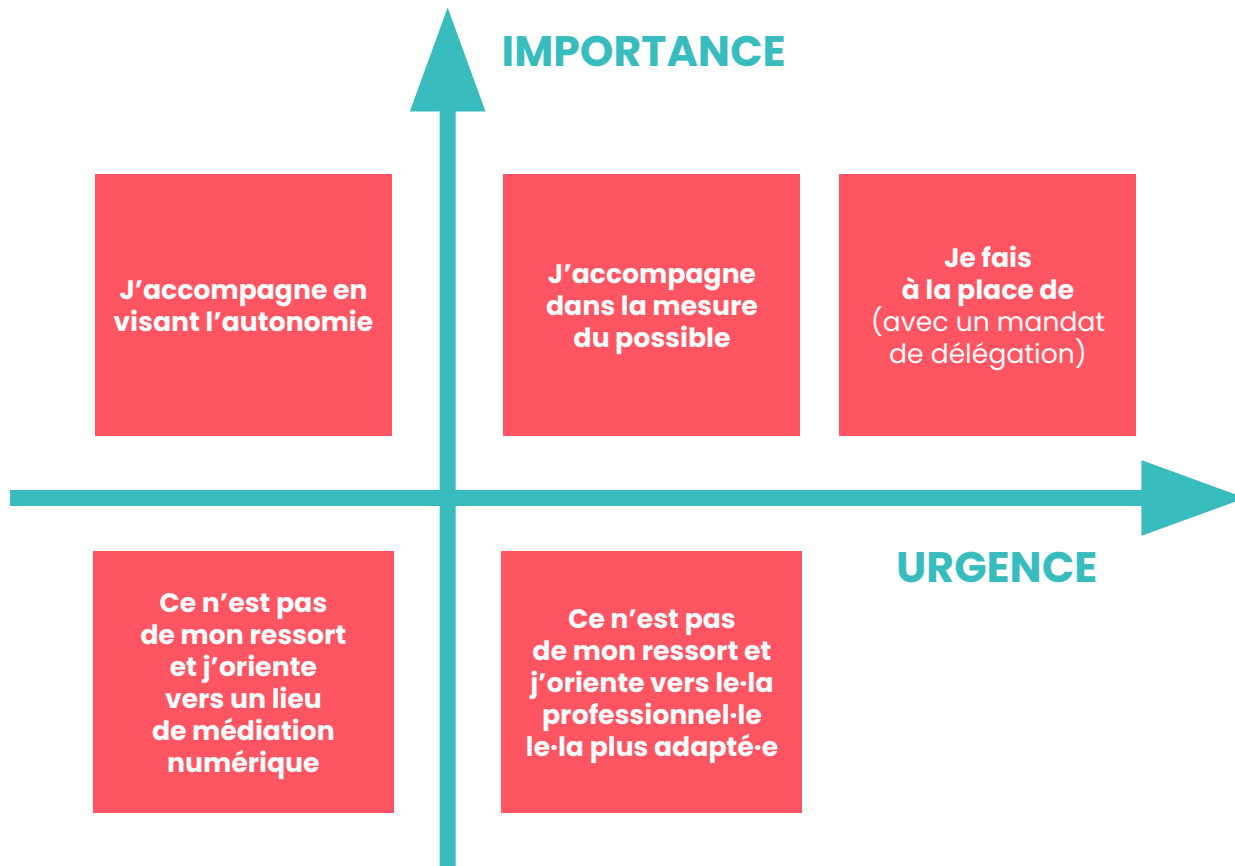 IMPORTANCE
J’accompagne en
visant l’autonomie
J’accompagne
dans la mesure
du possible
Je fais
à la place de
(avec un mandat
de délégation)
URGENCE
Ce n’est pas
de mon ressort
et j’oriente
vers un lieu
de médiation
numérique
Ce n’est pas
de mon ressort et
j’oriente vers le·la
professionnel·le
le·la plus adapté·e